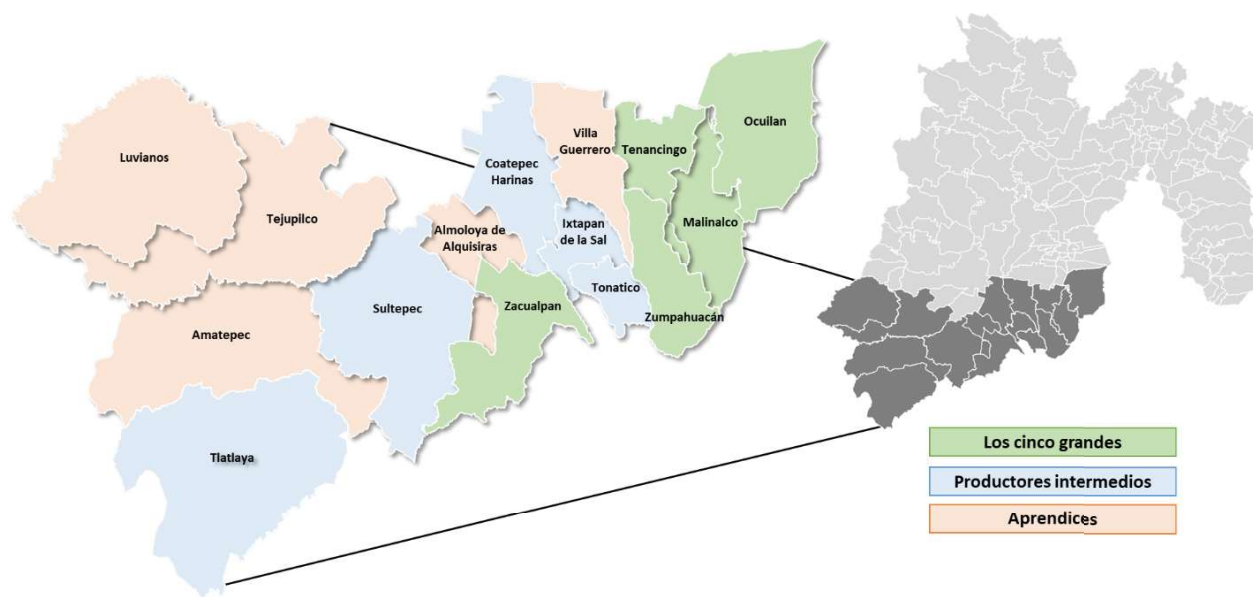 Luvianos
Tejupilco
Amatepec
Tlatlaya
Sultepec
Almoloya de
Alquisiras
Coatepec
Harinas
Villa
Guerrero
Ixtapan
de la Sal
Tonatico
Zacualpan
Tenancingo
Malinalco
Zumpahuacán
Ocuilan
Los cinco grandes
Productores intermedios
Aprendices